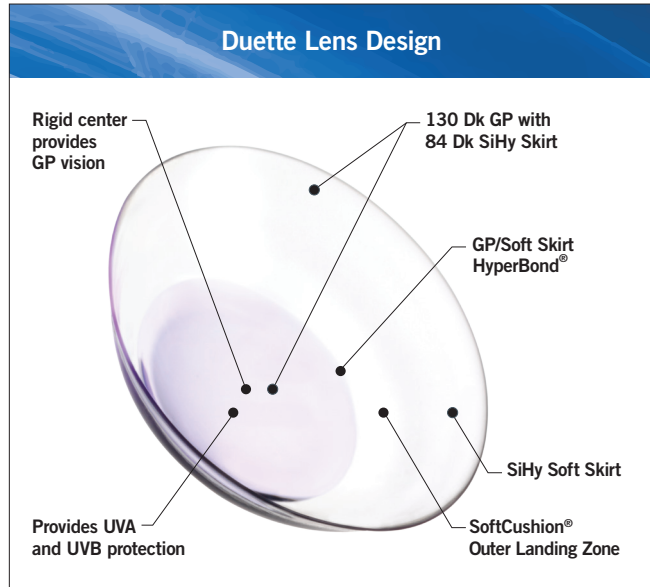 Duette Lens Design
Rigid center
provides
GP vision
130 Dk GP with
84 Dk SiHy Skirt
GP/Soft Skirt
HyperBond®
SiHy Soft Skirt
Provides UVA
and UVB protection
SoftCushion®
Outer Landing Zone